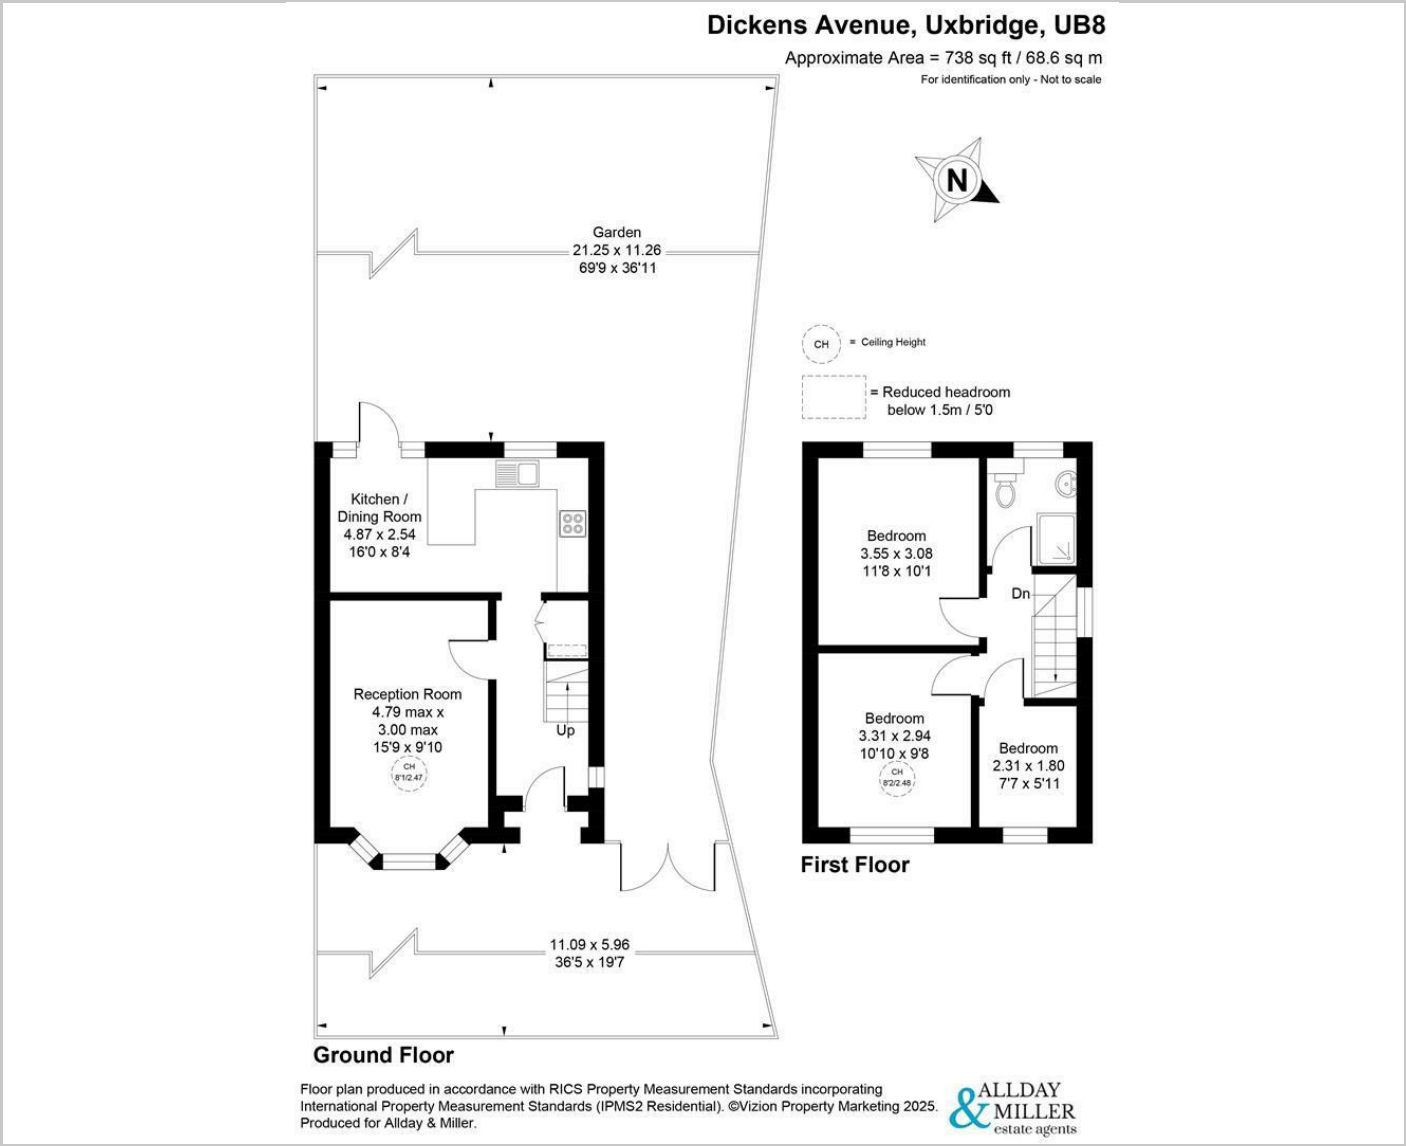 Dickens Avenue, Uxbridge, UB8
Approximate Area = 738 sq ft / 68.6 sq m
For identification only - Not to scale
N
Garden
21.25 x 11.26
69'9 x 36'11
CH = Ceiling Height
= Reduced headroom
below 1.5m / 5'0
Kitchen /
Dining Room
4.87 x 2.54
16'0 x 8'4
Reception Room
4.79 max x
3.00 max
15'9 x 9'10
CH
8'1/2.47
Up
11.09 x 5.96
36'5 x 19'7
Ground Floor
Bedroom
3.55 x 3.08
11'8 x 10'1
Dn
Bedroom
3.31 x 2.94
10'10 x 9'8
CH
8'2/2.48
Bedroom
2.31 x 1.80
7'7 x 5'11
First Floor
Floor plan produced in accordance with RICS Property Measurement Standards incorporating
International Property Measurement Standards (IPMS2 Residential). ©Vizion Property Marketing 2025.
Produced for Allday & Miller.
ALLDAY
& MILLER
estate agents